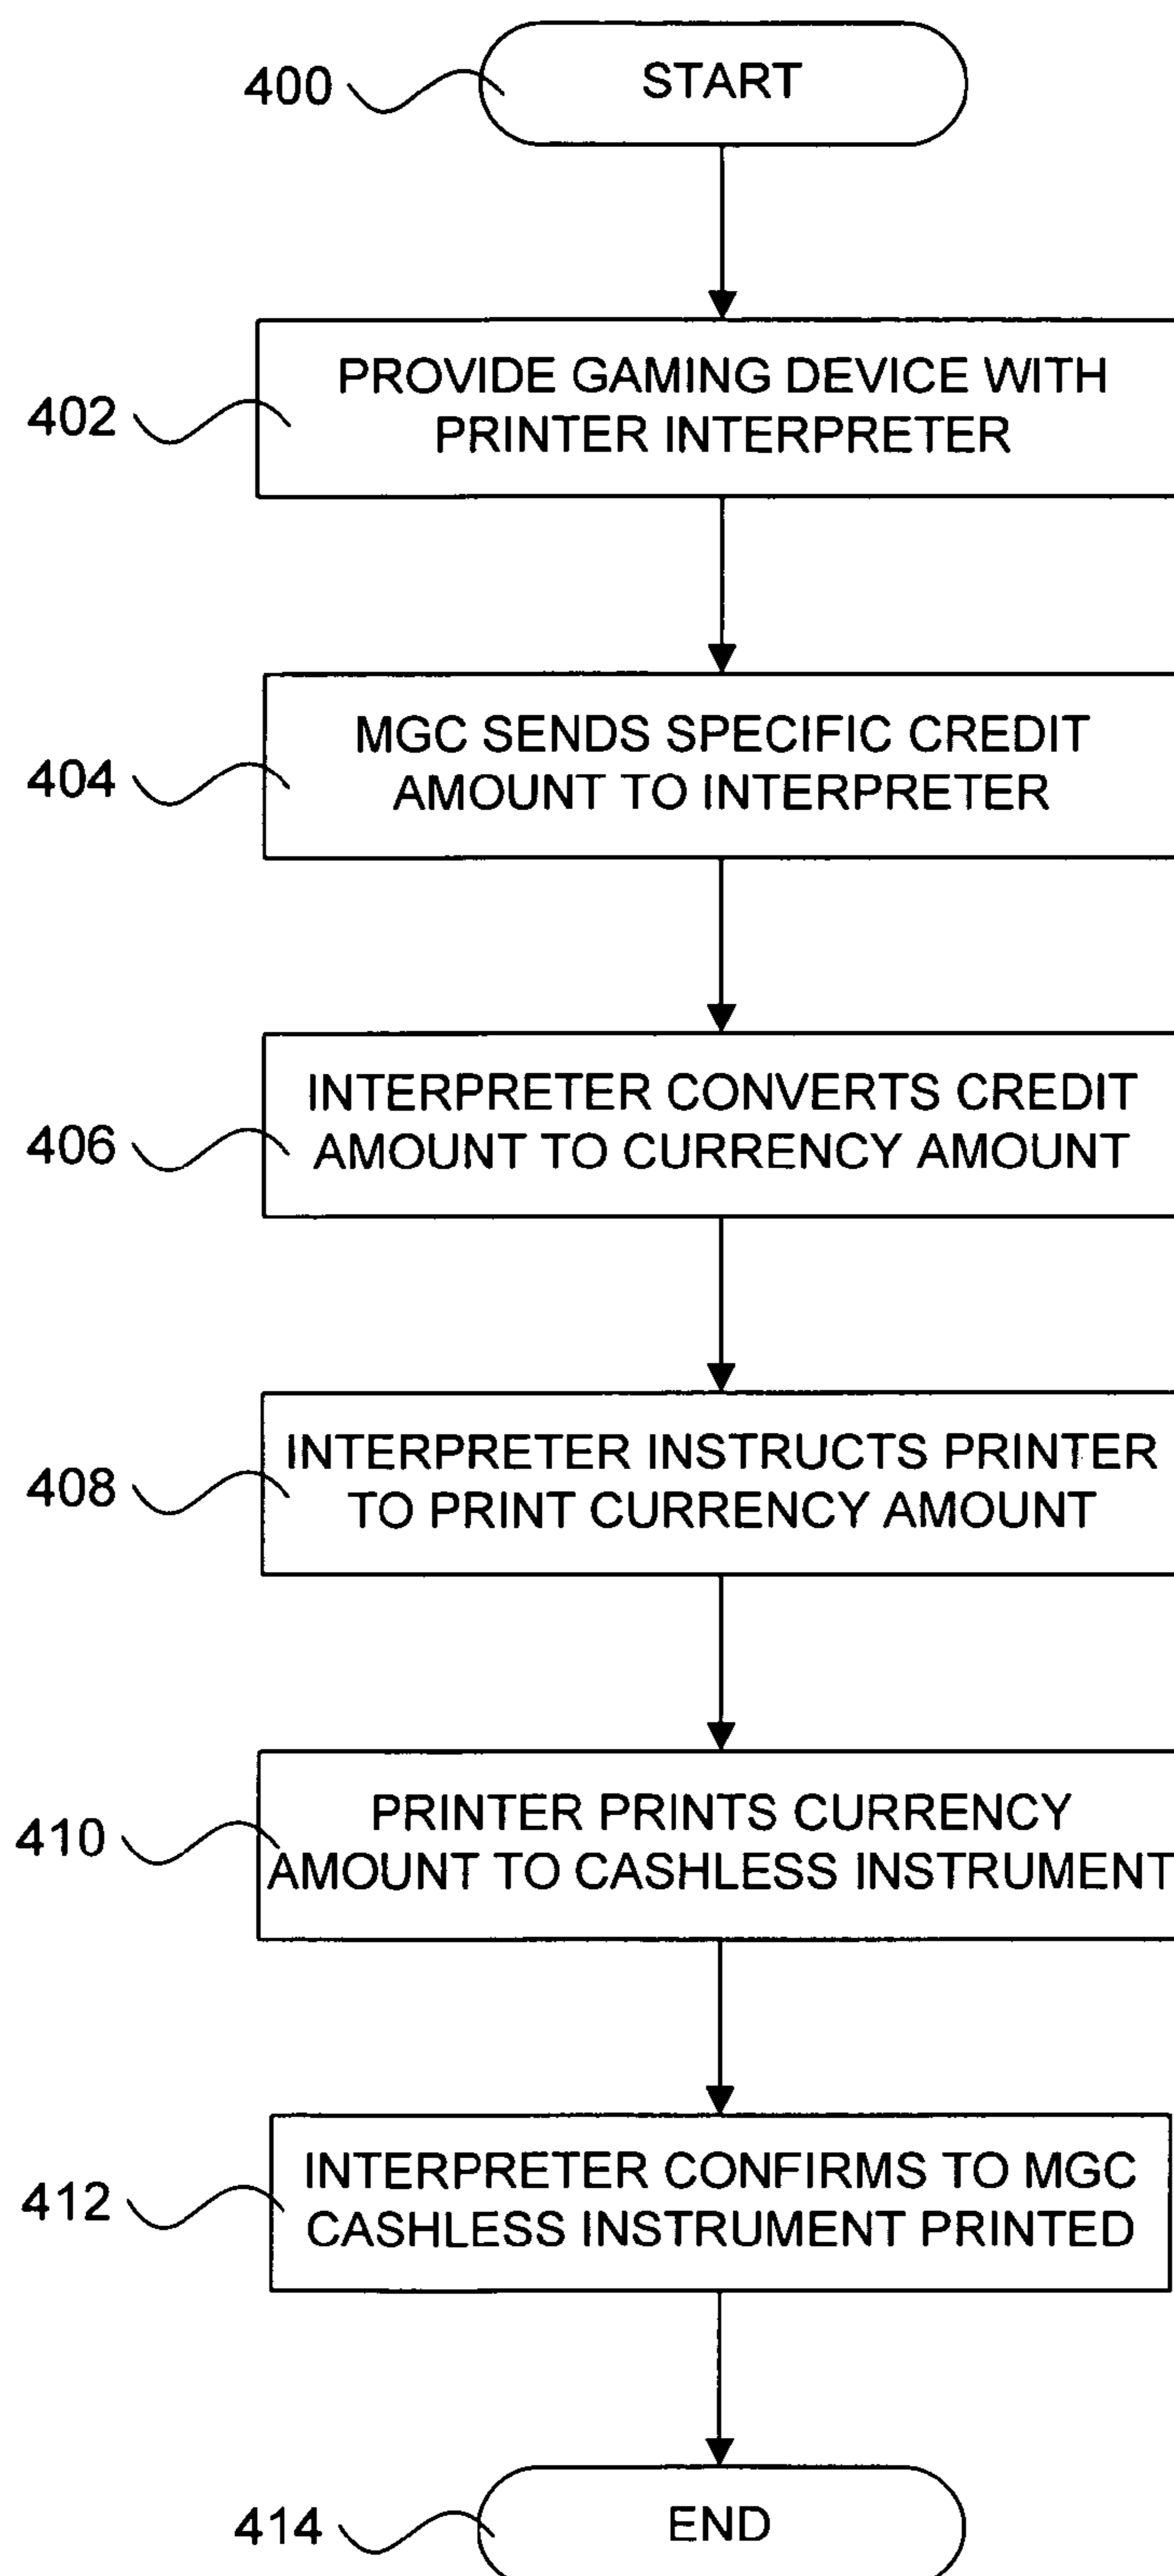 400
START
402
PROVIDE GAMING DEVICE WITH
PRINTER INTERPRETER
404
MGC SENDS SPECIFIC CREDIT
AMOUNT TO INTERPRETER
406
INTERPRETER CONVERTS CREDIT
AMOUNT TO CURRENCY AMOUNT
408
INTERPRETER INSTRUCTS PRINTER
TO PRINT CURRENCY AMOUNT
410
PRINTER PRINTS CURRENCY
AMOUNT TO CASHLESS INSTRUMENT
412
INTERPRETER CONFIRMS TO MGC
CASHLESS INSTRUMENT PRINTED
414
END